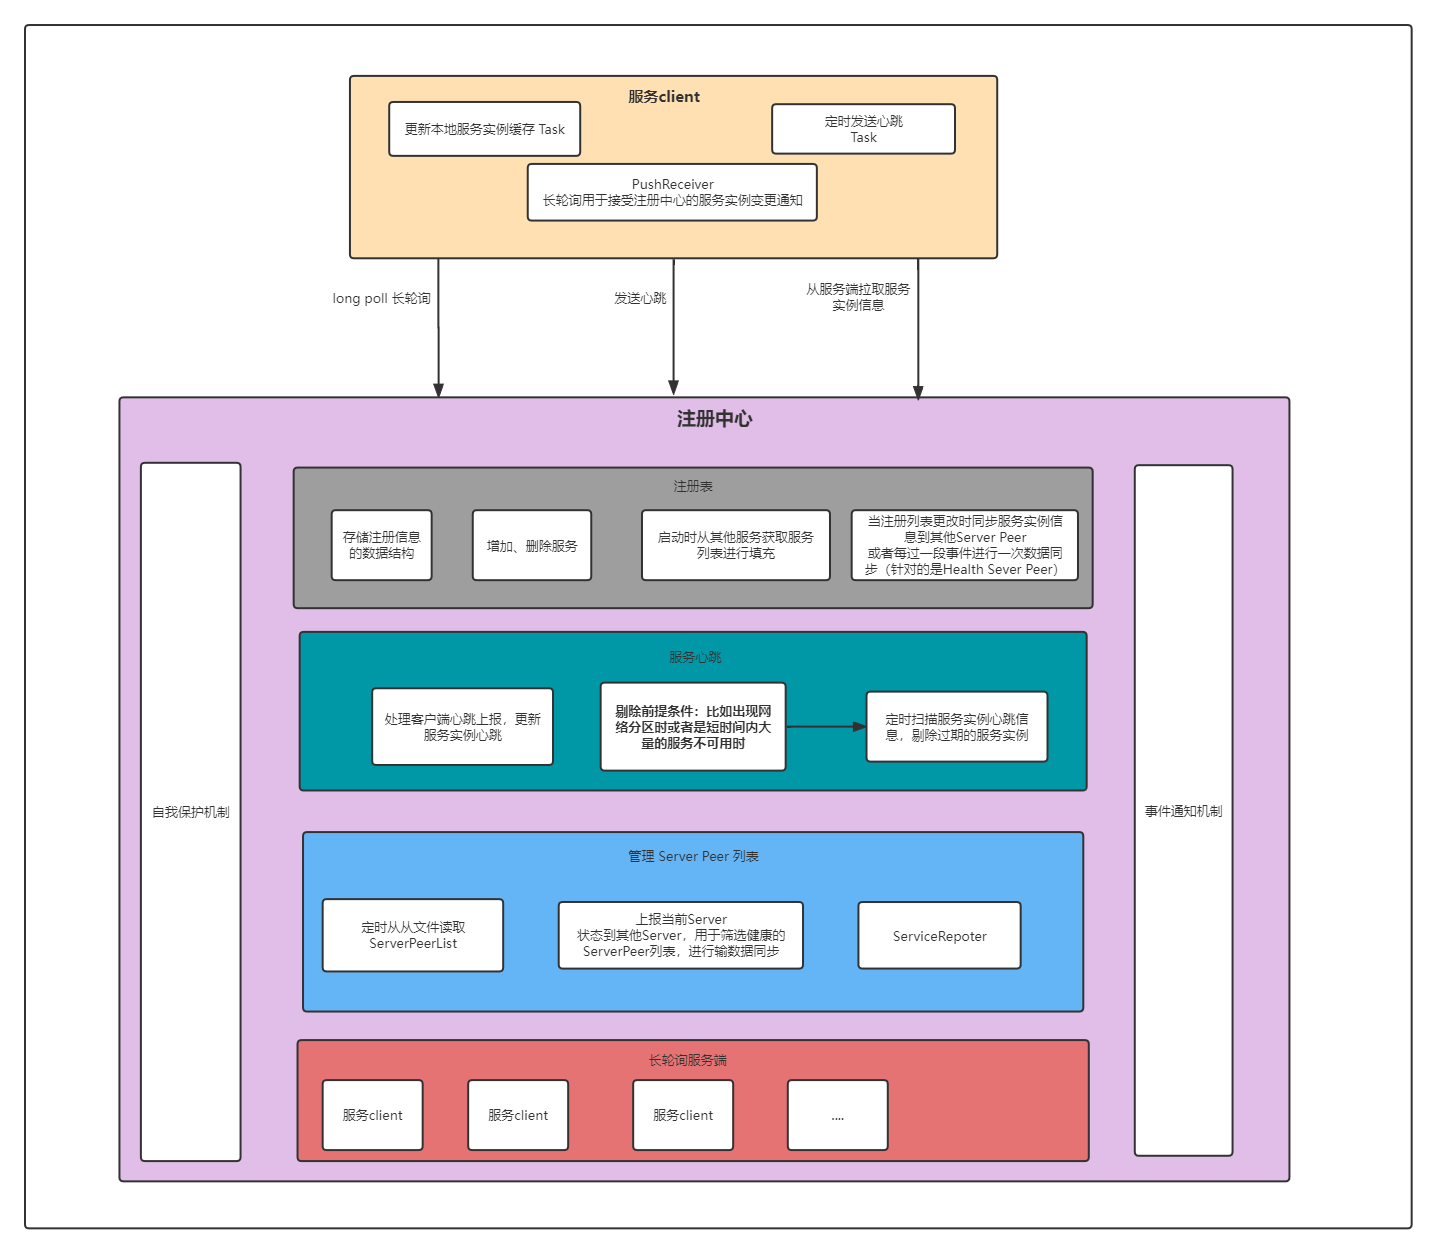 服务client
更新本地服务实例缓存 Task
定时发送心跳
Task
PushReceiver
长轮询用于接受注册中心的服务实例变更通知
long poll 长轮询
发送心跳
从服务端拉取服务
实例信息
注册中心
自我保护机制
注册表
存储注册信息
的数据结构
增加、删除服务
启动时从其他服务获取服务
列表进行填充
当注册列表更改时同步服务实例信
息到其他Server Peer
或者每过一段事件进行一次数据同
步（针对的是Health Sever Peer）
服务心跳
处理客户端心跳上报，更新
服务实例心跳
剔除前提条件：比如出现网
络分区时或者是短时间内大
量的服务不可用时
定时扫描服务实例心跳信
息，剔除过期的服务实例
管理 Server Peer 列表
定时从从文件读取
ServerPeerList
上报当前Server
状态到其他Server，用于筛选健康的
ServerPeer列表，进行输数据同步
ServiceRepoter
长轮询服务端
服务client
服务client
服务client
....
事件通知机制